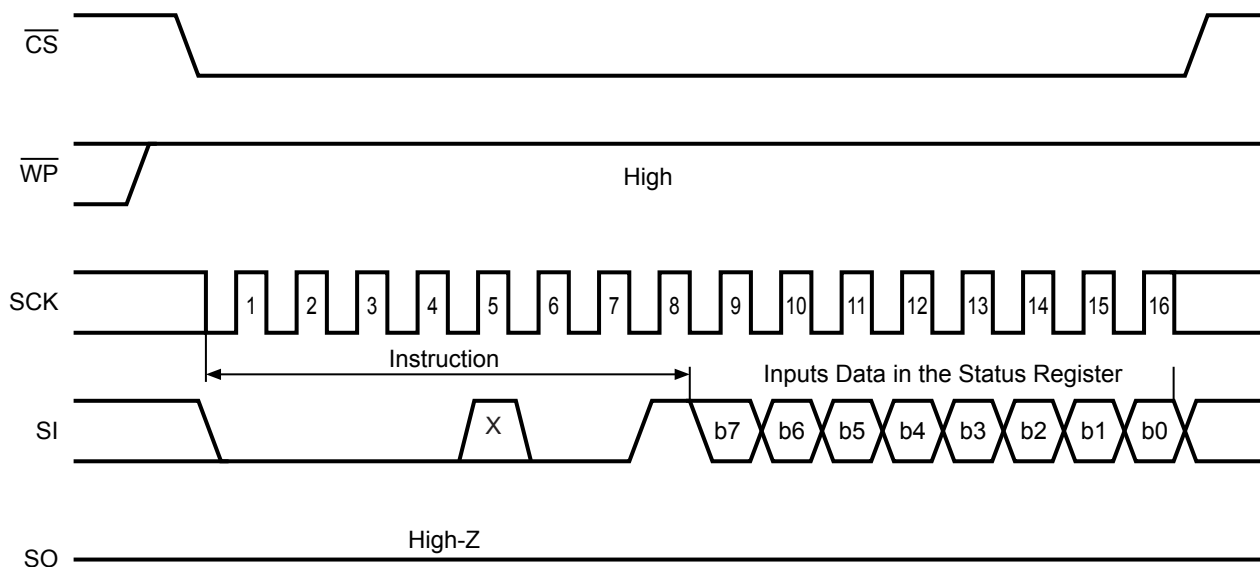 CS
WP
High
SCK
1 2 3 4 5 6 7 8 9 10 11 12 13 14 15 16
Instruction
Inputs Data in the Status Register
SI
X
b7 b6 b5 b4 b3 b2 b1 b0
High-Z
SO